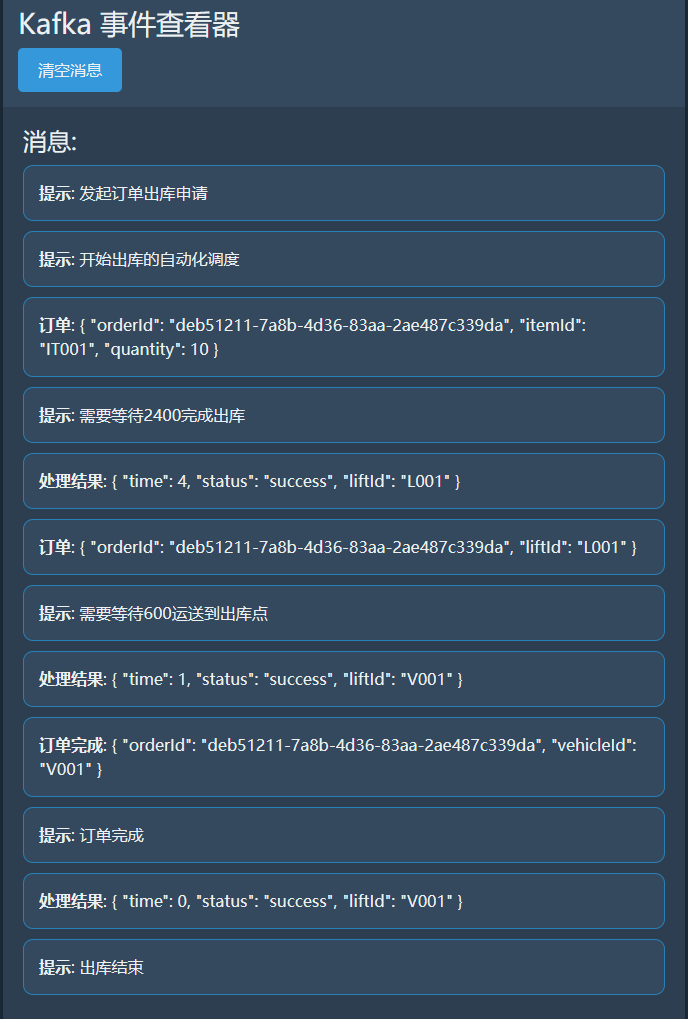 Kafka 事件查看器
清空消息
消息:
提示: 发起订单出库申请
提示: 开始出库的自动化调度
订单: { "orderId": "deb51211-7a8b-4d36-83aa-2ae487c339da", "itemId":
"IT001", "quantity": 10 }
提示: 需要等待2400完成出库
处理结果: { "time": 4, "status": "success", "liftId": "L001" }
订单: { "orderId": "deb51211-7a8b-4d36-83aa-2ae487c339da", "liftId": "L001" }
提示: 需要等待600运送到出库点
处理结果: { "time": 1, "status": "success", "liftId": "V001" }
订单完成: { "orderId": "deb51211-7a8b-4d36-83aa-2ae487c339da", "vehicleId":
"V001" }
提示: 订单完成
处理结果: { "time": 0, "status": "success", "liftId": "V001" }
提示: 出库结束